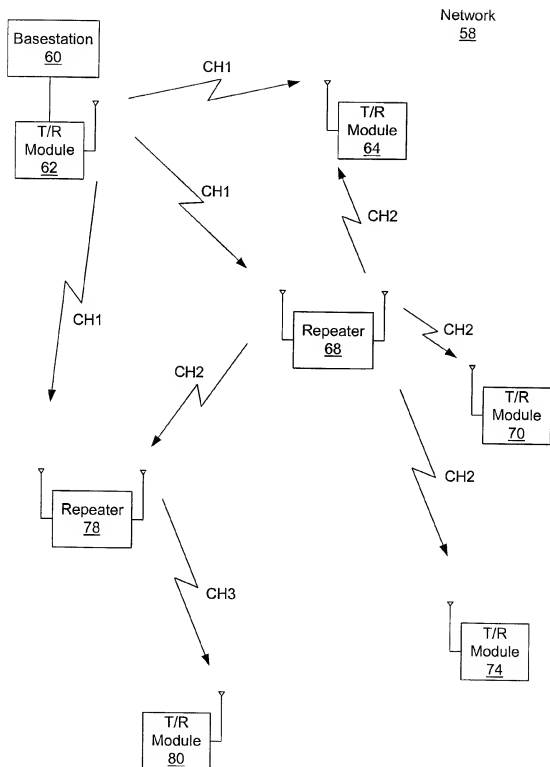 Network
58
Basestation
60
CH1
T/R
Module
62
T/R
Module
64
CH1
CH2
CH1
Repeater
68
CH2
CH2
T/R
Module
70
CH2
Repeater
78
CH3
T/R
Module
74
T/R
Module
80